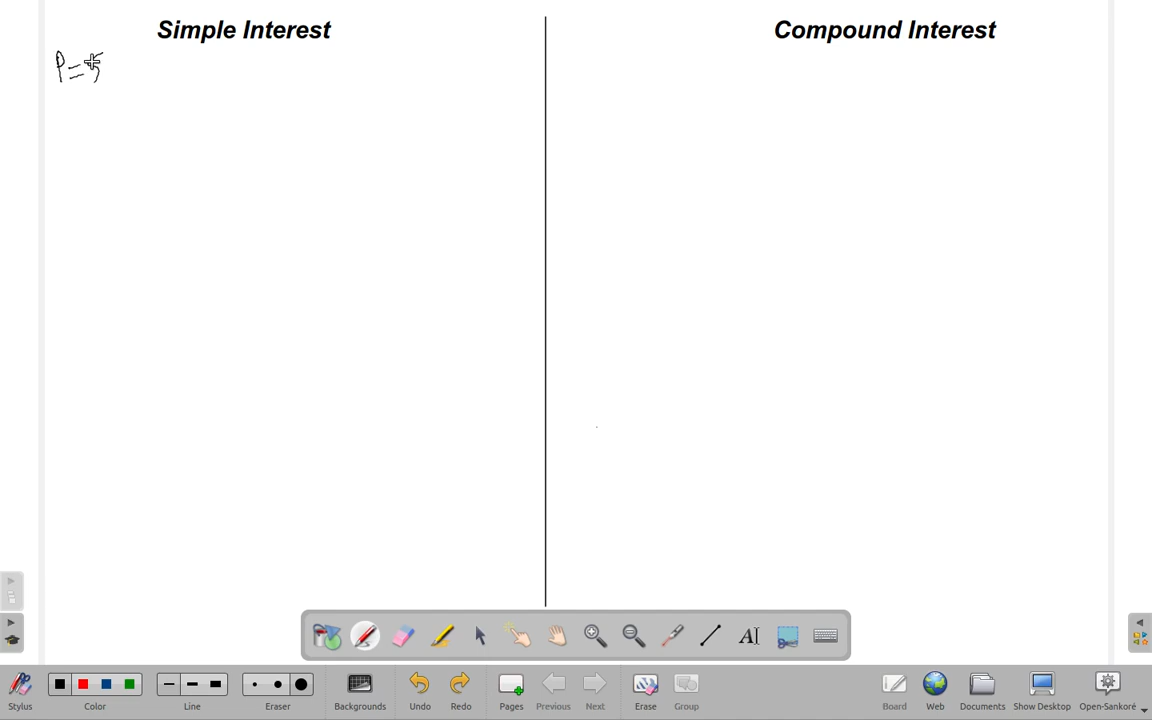 Simple Interest
Compound Interest
P=5
Stylus
Color
Line
Eraser
Backgrounds
Undo
Redo
Pages
Previous
Next
Erase
Group
Board
Web
Documents
Show Desktop
Open-Sankoré